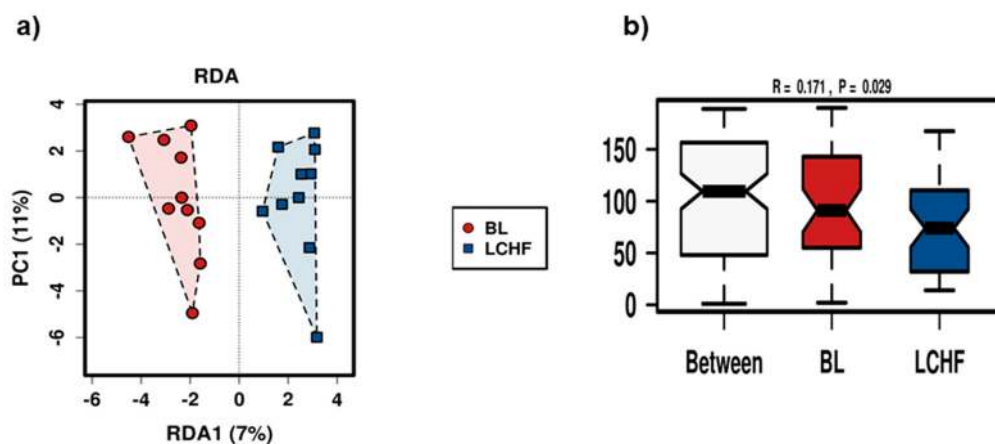 a)
RDA
4
2
0
-2
-4
-6
PC1 (11%)
-6 -4 -2 0 2 4
RDA1 (7%)
BL
LCHF
b)
R = 0.171 , P = 0.029
150
100
50
0
Between BL LCHF